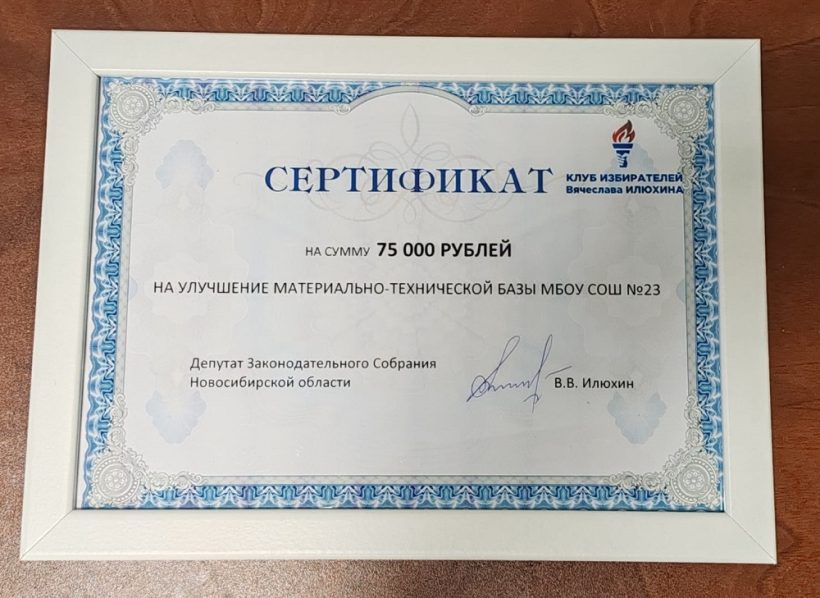 СЕРТИФИКАТ
КЛУБ ИЗБИРАТЕЛЕЙ
Вячеслава ИЛЮХИНА
НА СУММУ 75 000 РУБЛЕЙ
НА УЛУЧШЕНИЕ МАТЕРИАЛЬНО-ТЕХНИЧЕСКОЙ БАЗЫ МБОУ СОШ №23
Депутат Законодательного Собрания
Новосибирской области
В.В. Илюхин